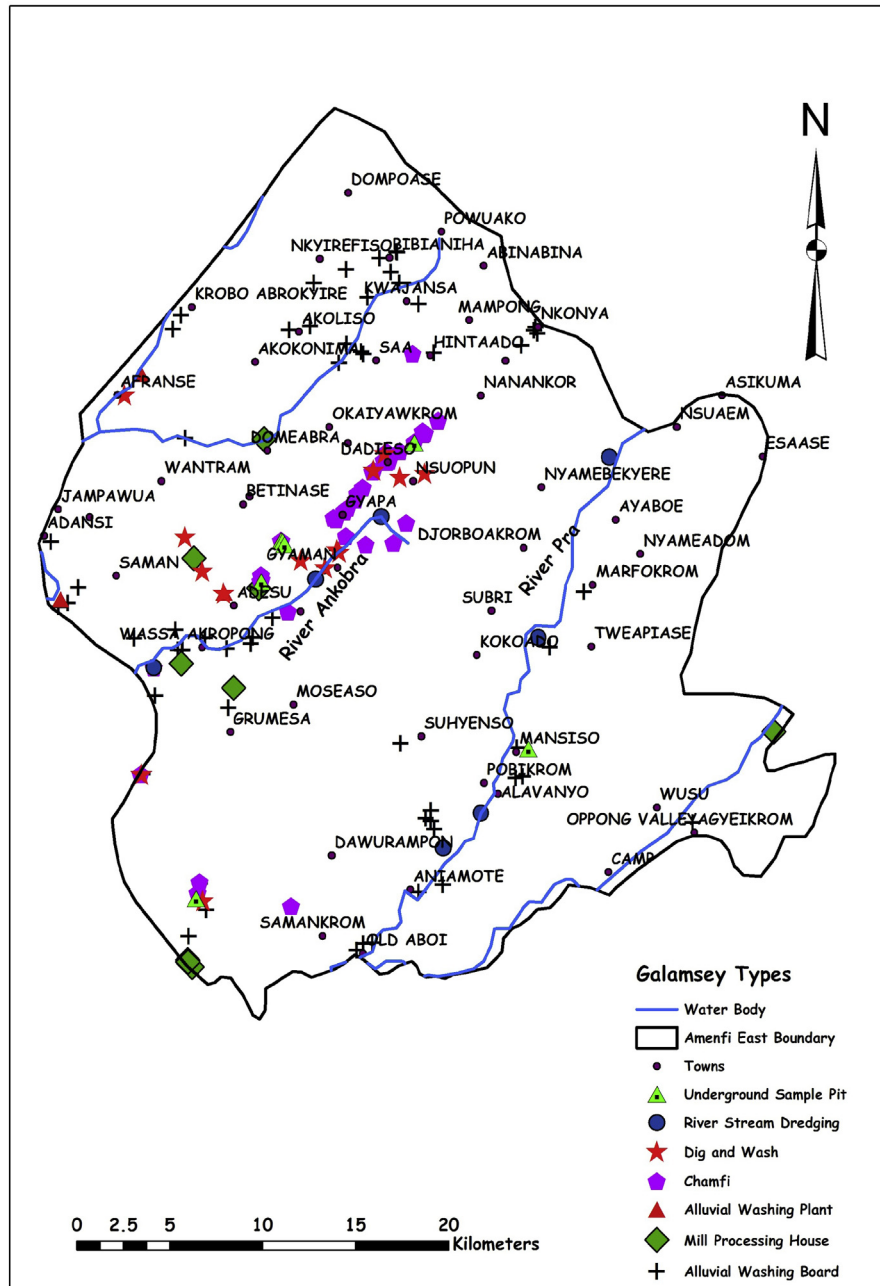 N
DOMPOASE
POWUAKO
NKYIREFISO
BIBIANIHA
ABINABINA
KROBO ABROKYIRE
KWAJANSA
MAMPONG
NKONYA
AKOLISO
AKOKONIMA
SAA
HINTAADO
AFRANSE
NANANKOR
ASIKUMA
OKAIYAWKROM
NSUAEM
DOMEABRA
DADIESO
ESAASE
WANTRAM
NSUOPUN
NYAMEBEKYERE
JAMPAWUA
BETINASE
GYAPA
AYABOE
ADANSI
DJORBOAKROM
SAMAN
GYAMAN
River Pra
NYAMEADOM
MARFOKROM
ADESU
River Ankobra
SUBRI
WASSA AKROPONG
KOKOADO
TWEAPIASE
MOSEASO
GRUMESA
SUHYENSO
MANSISO
POBIKROM
ALAVANYO
WUSU
OPPONG VALLEY
AGYEIKROM
DAWURAMPON
CAMP
ANIAMOTE
SAMANKROM
OLD ABOI
Galamsey Types
Water Body
Amenfi East Boundary
Towns
Underground Sample Pit
River Stream Dredging
Dig and Wash
Chamfi
Alluvial Washing Plant
Mill Processing House
Alluvial Washing Board
0 2.5 5 10 15 20
Kilometers